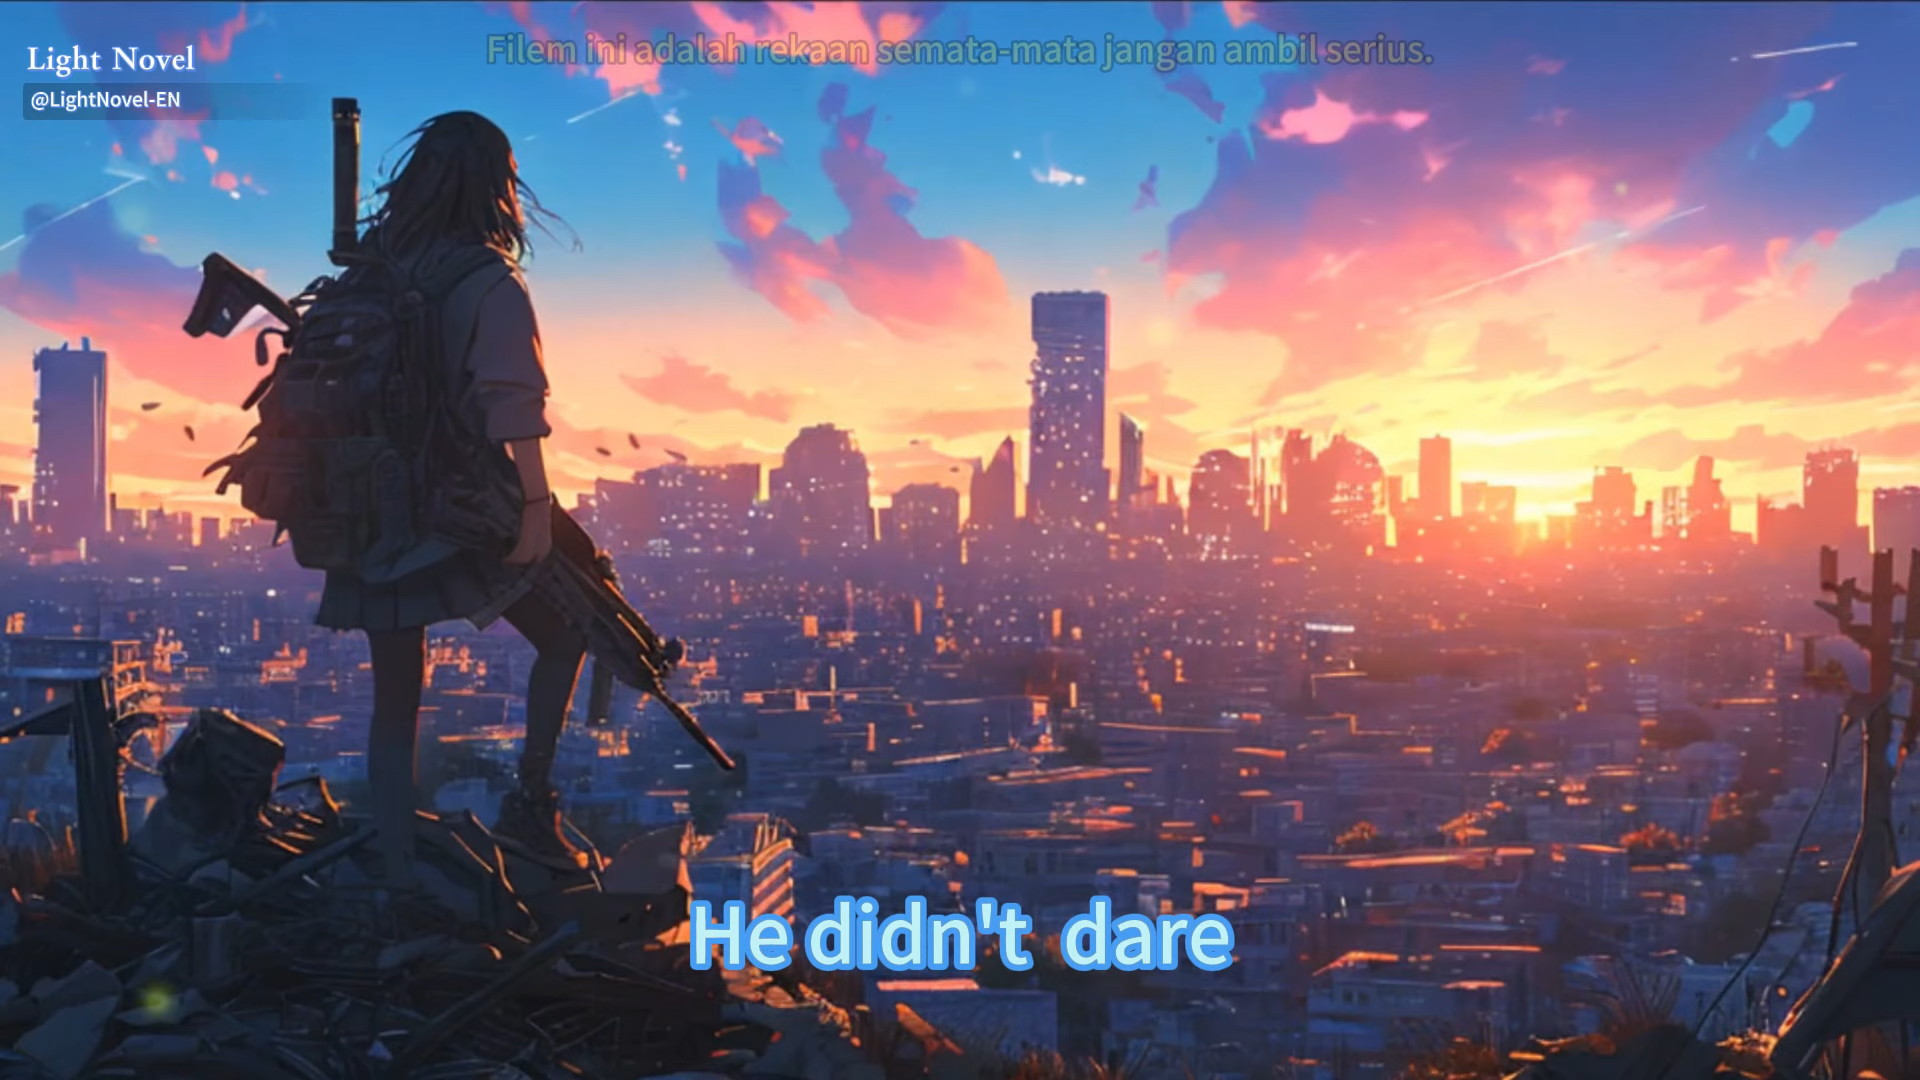 Light Novel
@LightNovel-EN
Filem ini adalah rekaan semata-mata jangan ambil serius.
He didn't dare